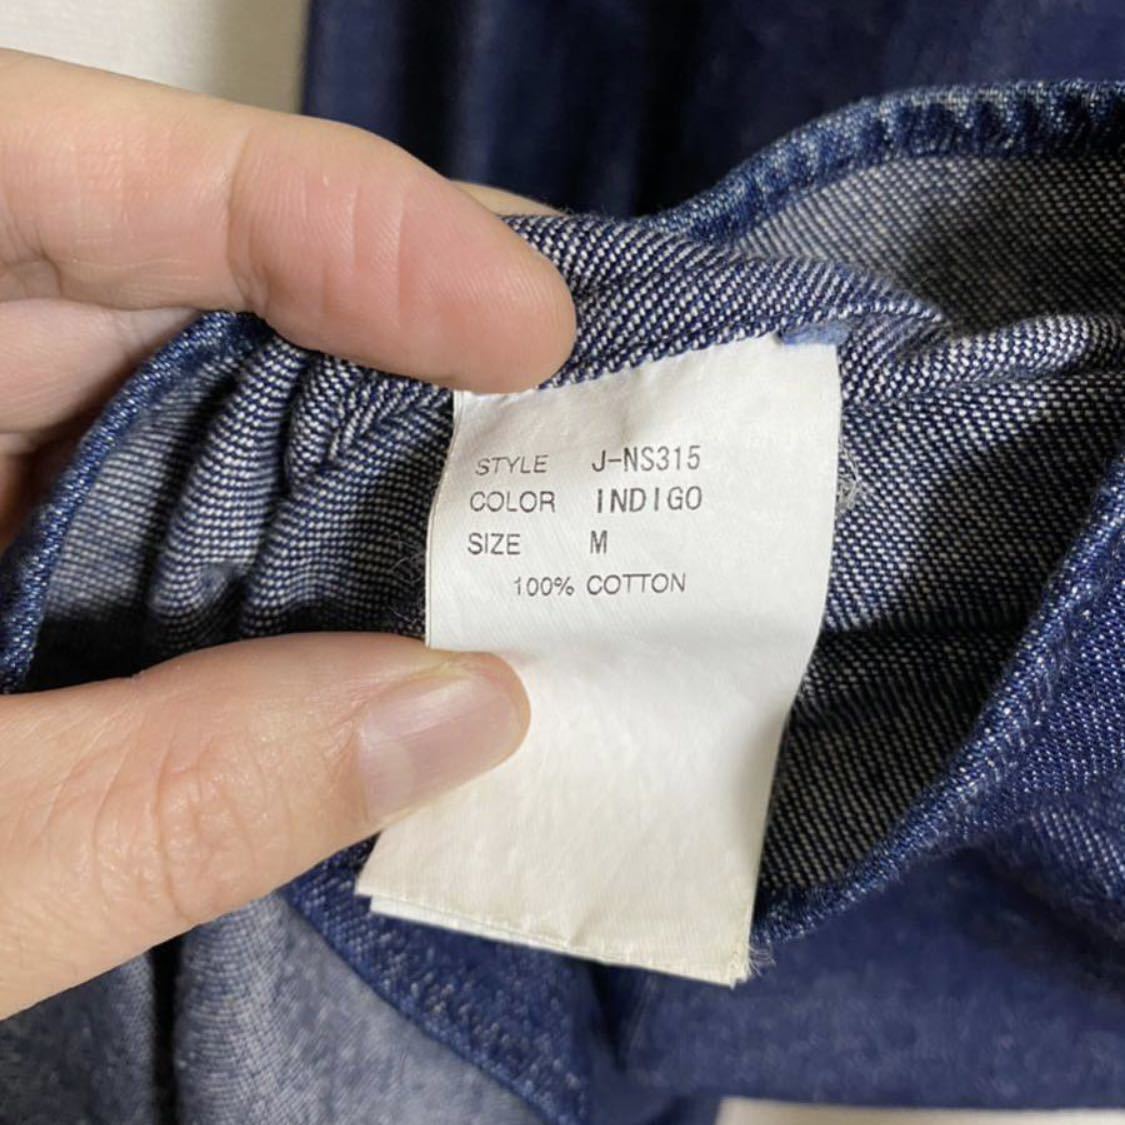 STYLE J-NS315
COLOR INDIGO
SIZE M
100% COTTON